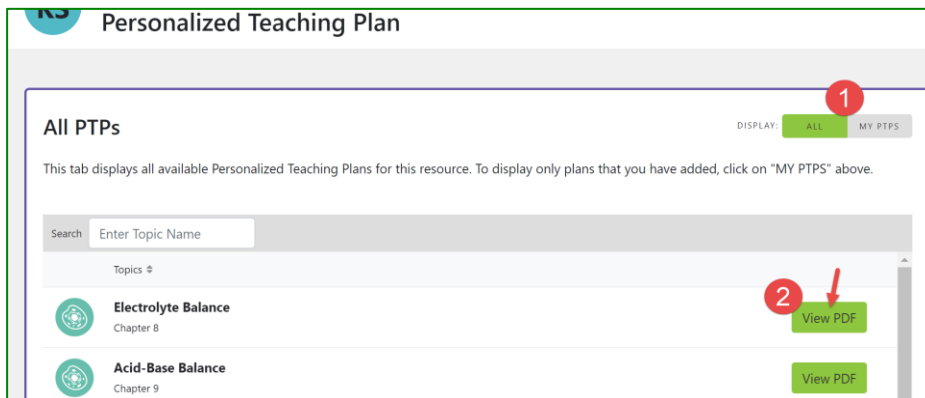 KS
Personalized Teaching Plan
1
All PTPs
DISPLAY: ALL MY PTPS
This tab displays all available Personalized Teaching Plans for this resource. To display only plans that you have added, click on "MY PTPS" above.
Search Enter Topic Name
Topics
Electrolyte Balance
2
View PDF
Chapter 8
Acid-Base Balance
View PDF
Chapter 9